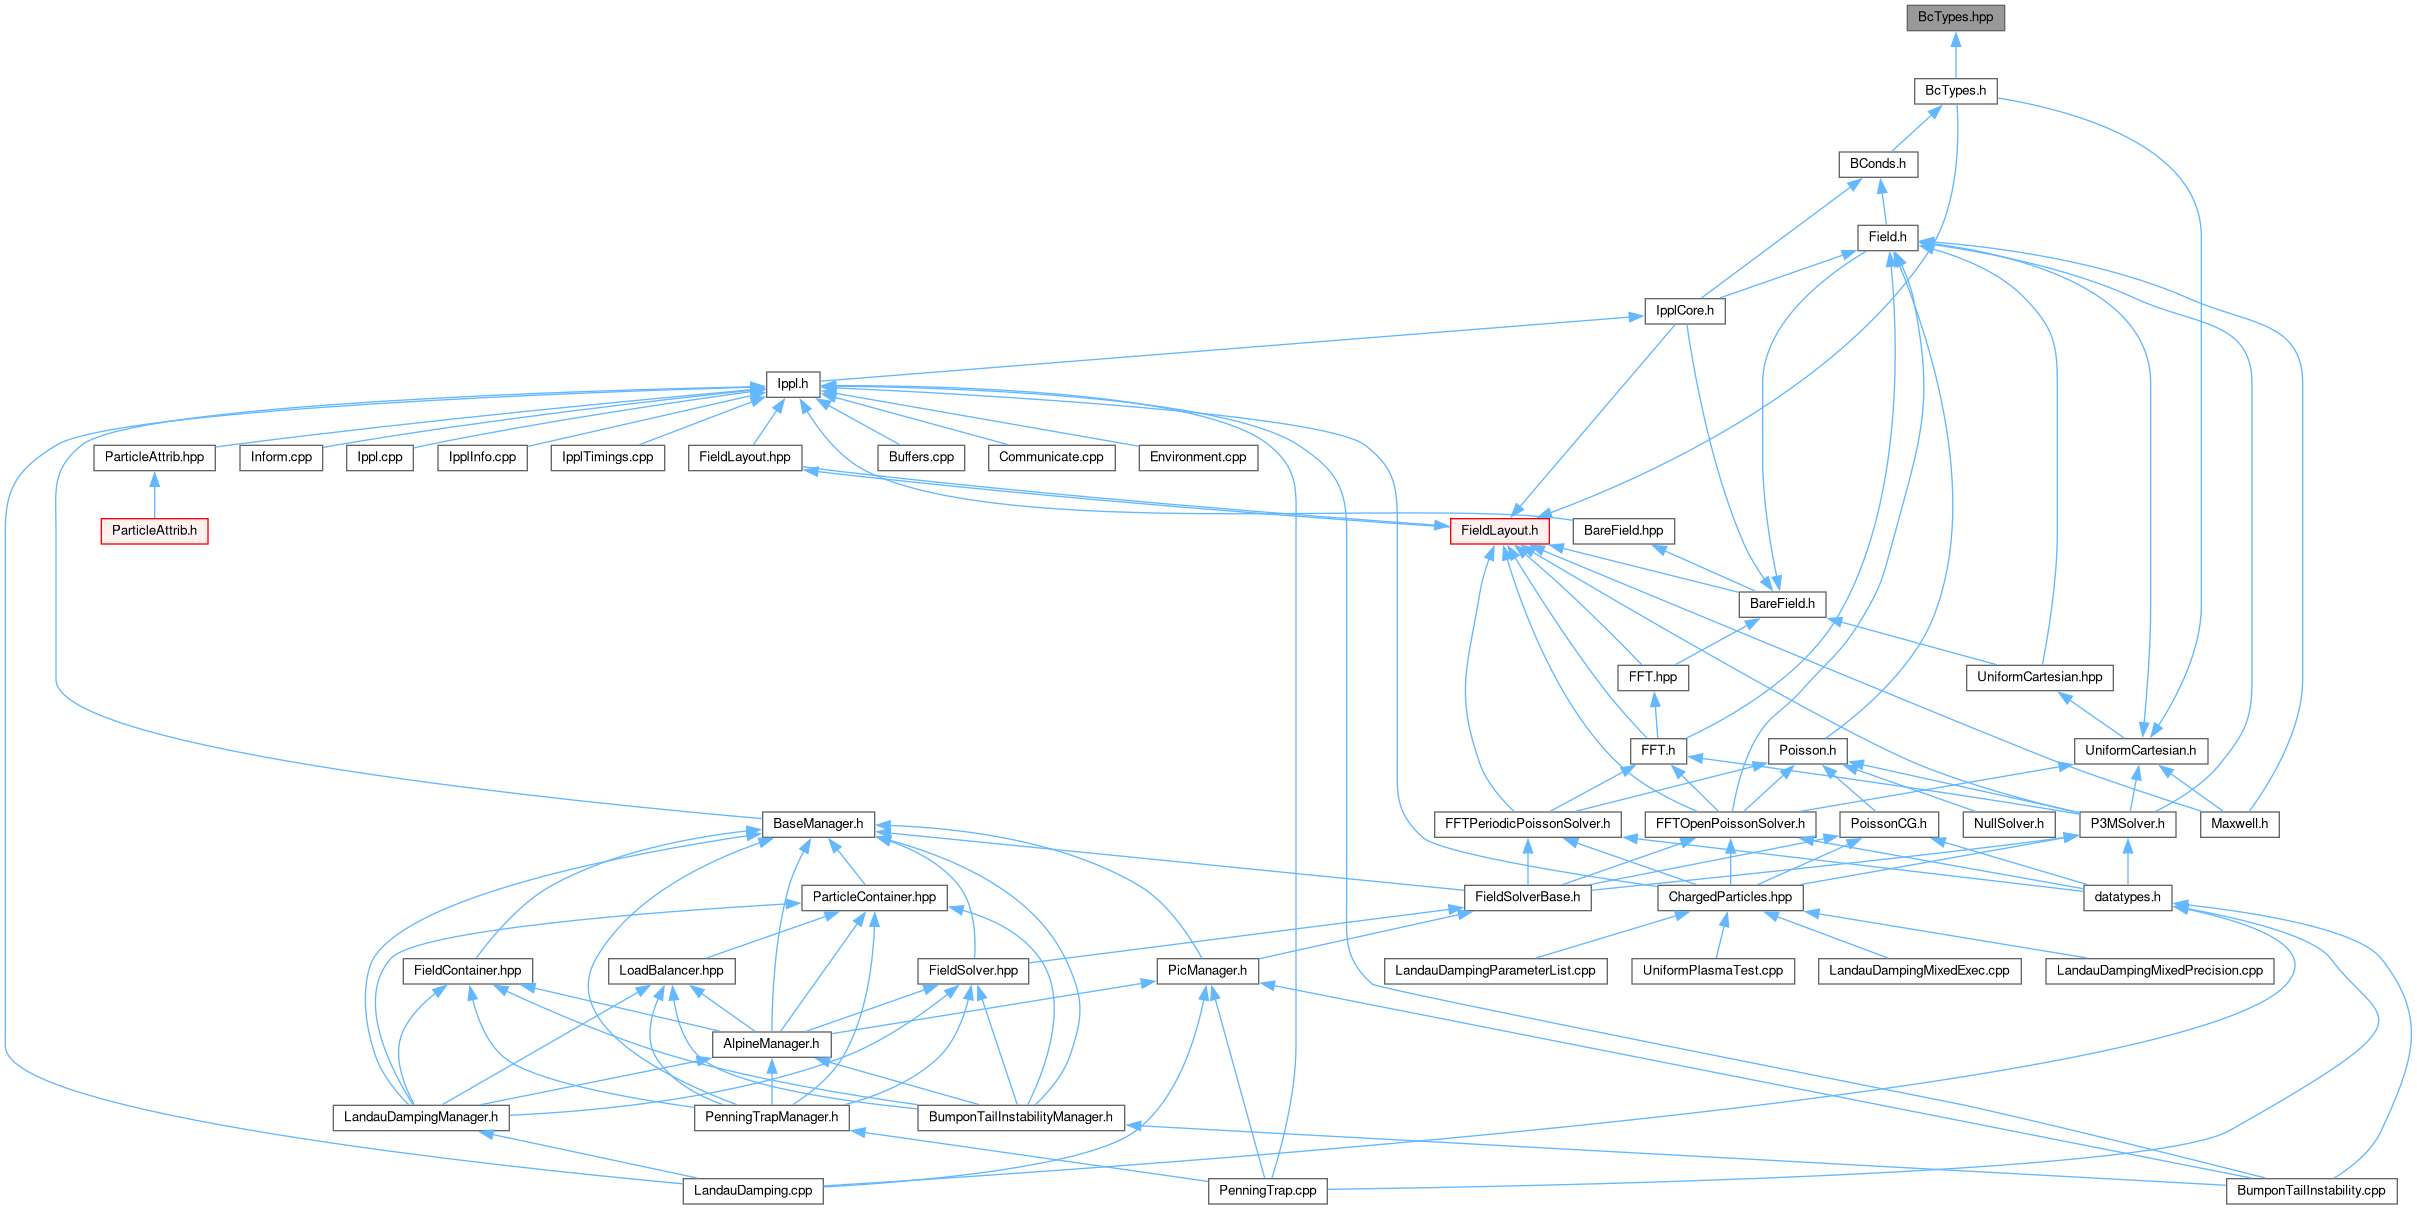 BcTypes.hpp
BcTypes.h
BConds.h
Field.h
IpplCore.h
Ippl.h
ParticleAttrib.hpp
Inform.cpp
Ippl.cpp
IpplInfo.cpp
IpplTimings.cpp
FieldLayout.hpp
Buffers.cpp
Communicate.cpp
Environment.cpp
ParticleAttrib.h
FieldLayout.h
BareField.hpp
BareField.h
FFT.hpp
UniformCartesian.hpp
FFT.h
Poisson.h
UniformCartesian.h
BaseManager.h
FFTPeriodicPoissonSolver.h
FFTOpenPoissonSolver.h
PoissonCG.h
NullSolver.h
P3MSolver.h
Maxwell.h
ParticleContainer.hpp
FieldSolverBase.h
ChargedParticles.hpp
datatypes.h
FieldContainer.hpp
LoadBalancer.hpp
FieldSolver.hpp
PicManager.h
LandauDampingParameterList.cpp
UniformPlasmaTest.cpp
LandauDampingMixedExec.cpp
LandauDampingMixedPrecision.cpp
AlpineManager.h
LandauDampingManager.h
PenningTrapManager.h
BumponTailInstabilityManager.h
LandauDamping.cpp
PenningTrap.cpp
BumponTailInstability.cpp